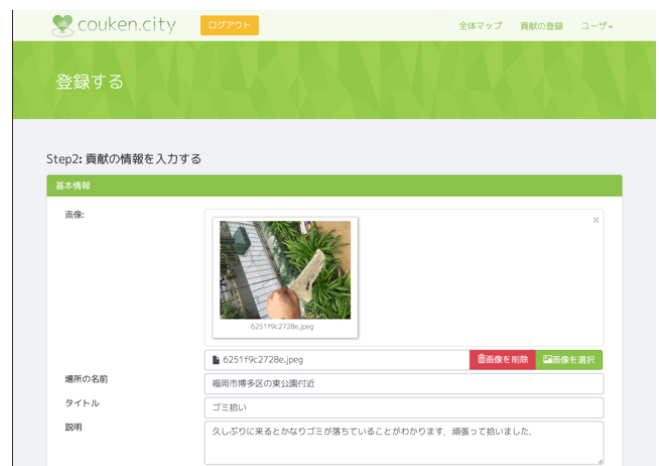 couken.city
ログアウト
全体マップ 貢献の登録 ユーザ
登録する
Step2: 貢献の情報を入力する
基本情報
画像:
×
6251f9c2728e.jpeg
6251f9c2728e.jpeg
画像を削除 画像を選択
場所の名前
福岡市博多区の東公園付近
タイトル
ゴミ拾い
説明
久しぶりに来るとかなりゴミが落ちていることがわかります．頑張って拾いました．